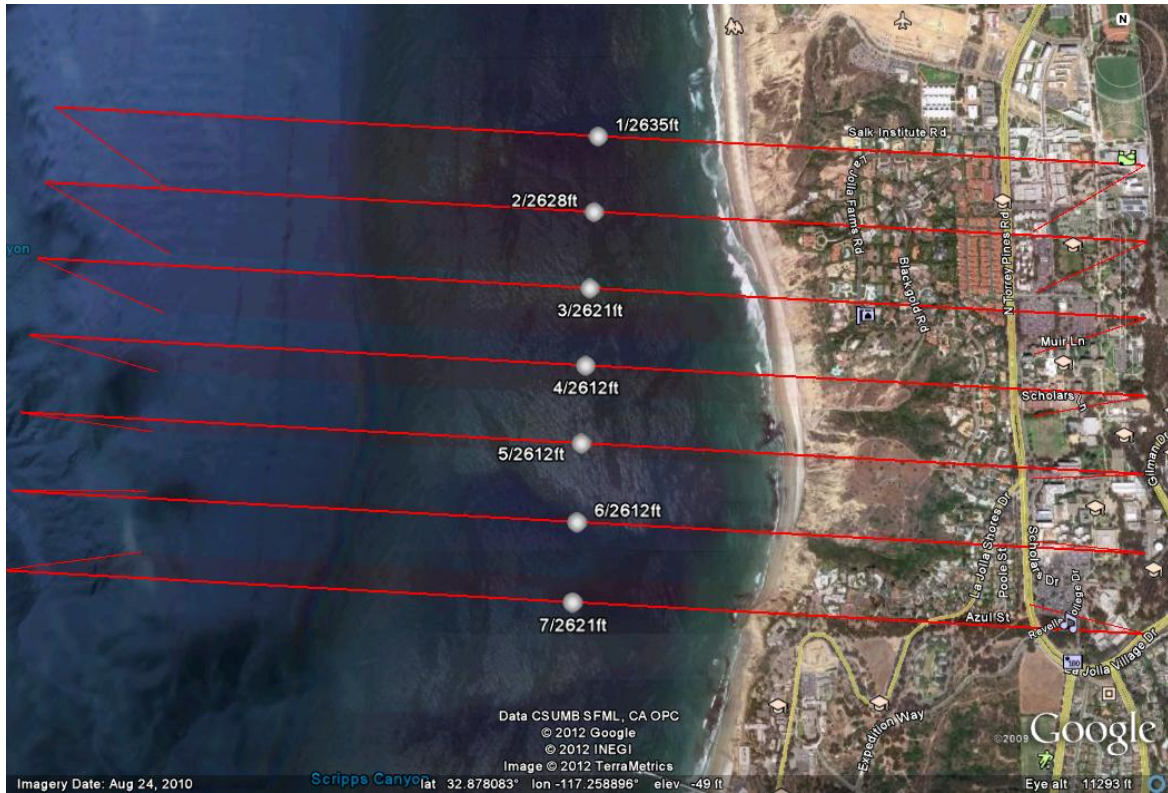 N
1/2635ft
Salk Institute Rd
La Jolla Farms Rd
2/2628ft
N Torrey Pines Rd
yon
Blackgold Rd
3/2621ft
Muir Ln
4/2612ft
Scholars Ln
5/2612ft
Gilman D
6/2612ft
La Jolla Shores Dr
Poole St
Scholar's Dr
Revelle College Dr
7/2621ft
Azul St
La Jolla Village Dr
Expedition Way
Data CSUMB SFML, CA OPC
© 2012 Google
© 2012 INEGI
Image © 2012 TerraMetrics
©2009
Google
Scripps Canyon
Imagery Date: Aug 24, 2010
lat 32.878083° lon -117.258896° elev -49 ft
Eye alt 11293 ft